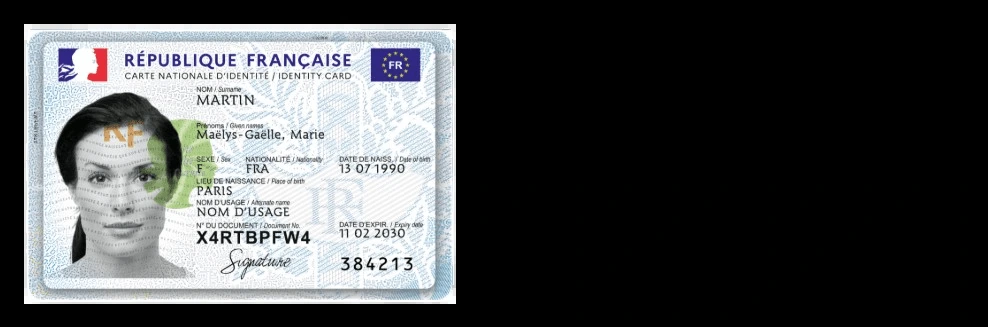 RÉPUBLIQUE FRANÇAISE
CARTE NATIONALE D'IDENTITÉ / IDENTITY CARD
FR
NOM / Surname
MARTIN
Prénoms / Given names
Maëlys-Gaëlle, Marie
SEXE / Sex NATIONALITÉ / Nationality DATE DE NAISS. / Date of birth
F FRA 13 07 1990
LIEU DE NAISSANCE / Place of birth
PARIS
NOM D'USAGE / Alternate name
NOM D'USAGE
N° DU DOCUMENT / Document No. DATE D'EXPIR. / Expiry date
X4RTBPFW4 11 02 2030
Signature 384213
RF
RF